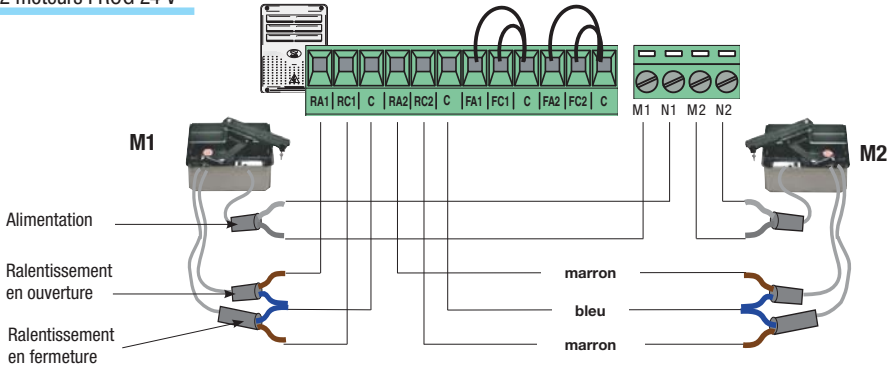 2 moteurs FROG 24 V
RA1 RC1 C RA2 RC2 C FA1 FC1 C FA2 FC2 C
M1 N1 M2 N2
M1
M2
Alimentation
Ralentissement
en ouverture
marron
bleu
Ralentissement
en fermeture
marron